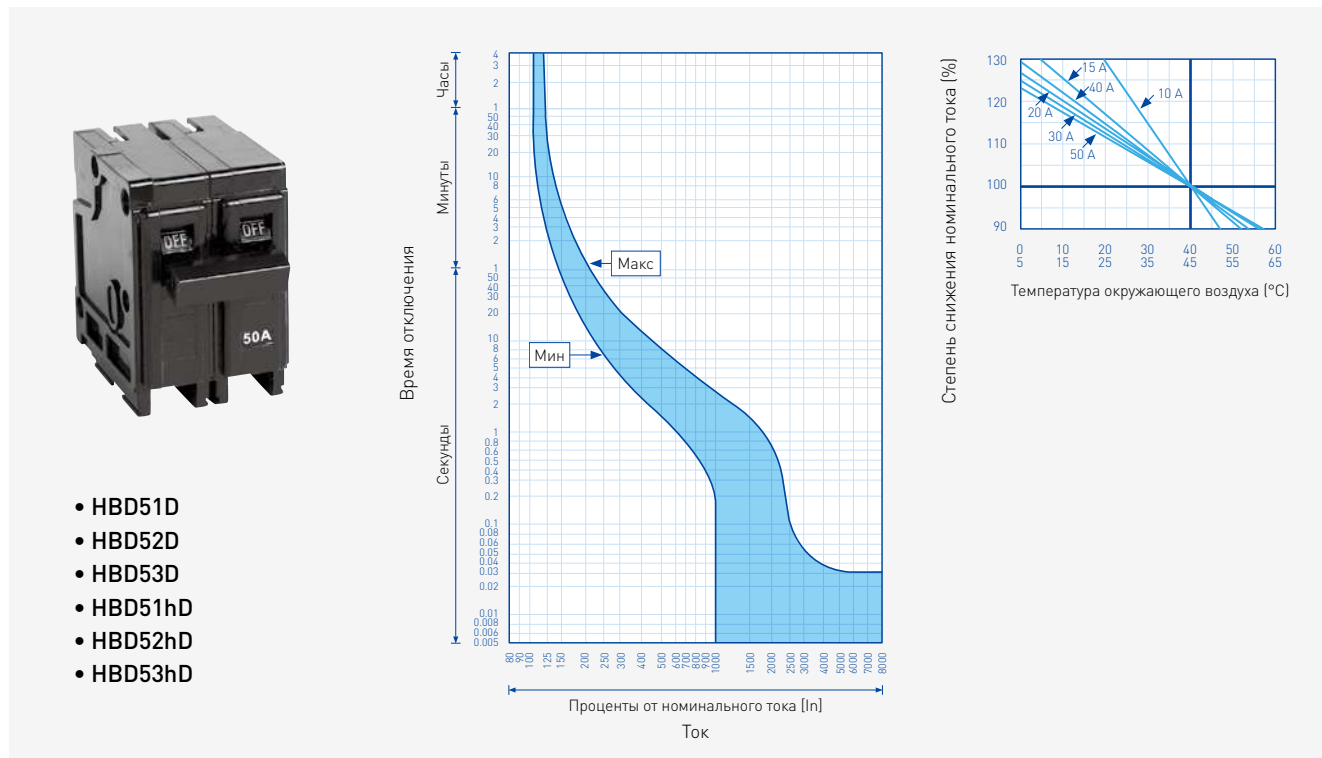 OFF
OFF
50A
• HBD51D
• HBD52D
• HBD53D
• HBD51hD
• HBD52hD
• HBD53hD
Время отключения
Часы
Минуты
Секунды
4
3
2
1
50
40
30
20
10
8
6
5
4
3
2
1
50
40
30
20
10
8
6
5
4
3
2
1
0.8
0.6
0.5
0.4
0.3
0.2
0.1
0.08
0.06
0.05
0.04
0.03
0.02
0.01
0.008
0.006
0.005
Макс
Мин
80 90 100 125 150 200 250 300 400 500 600 700 800 900 1000 1500 2000 2500 3000 4000 5000 6000 7000 8000
Проценты от номинального тока [In]
Ток
Степень снижения номинального тока (%)
130
120
110
100
90
15 A
40 A
10 A
20 A
30 A
50 A
0 10 20 30 40 50 60
5 15 25 35 45 55 65
Температура окружающего воздуха (°C)